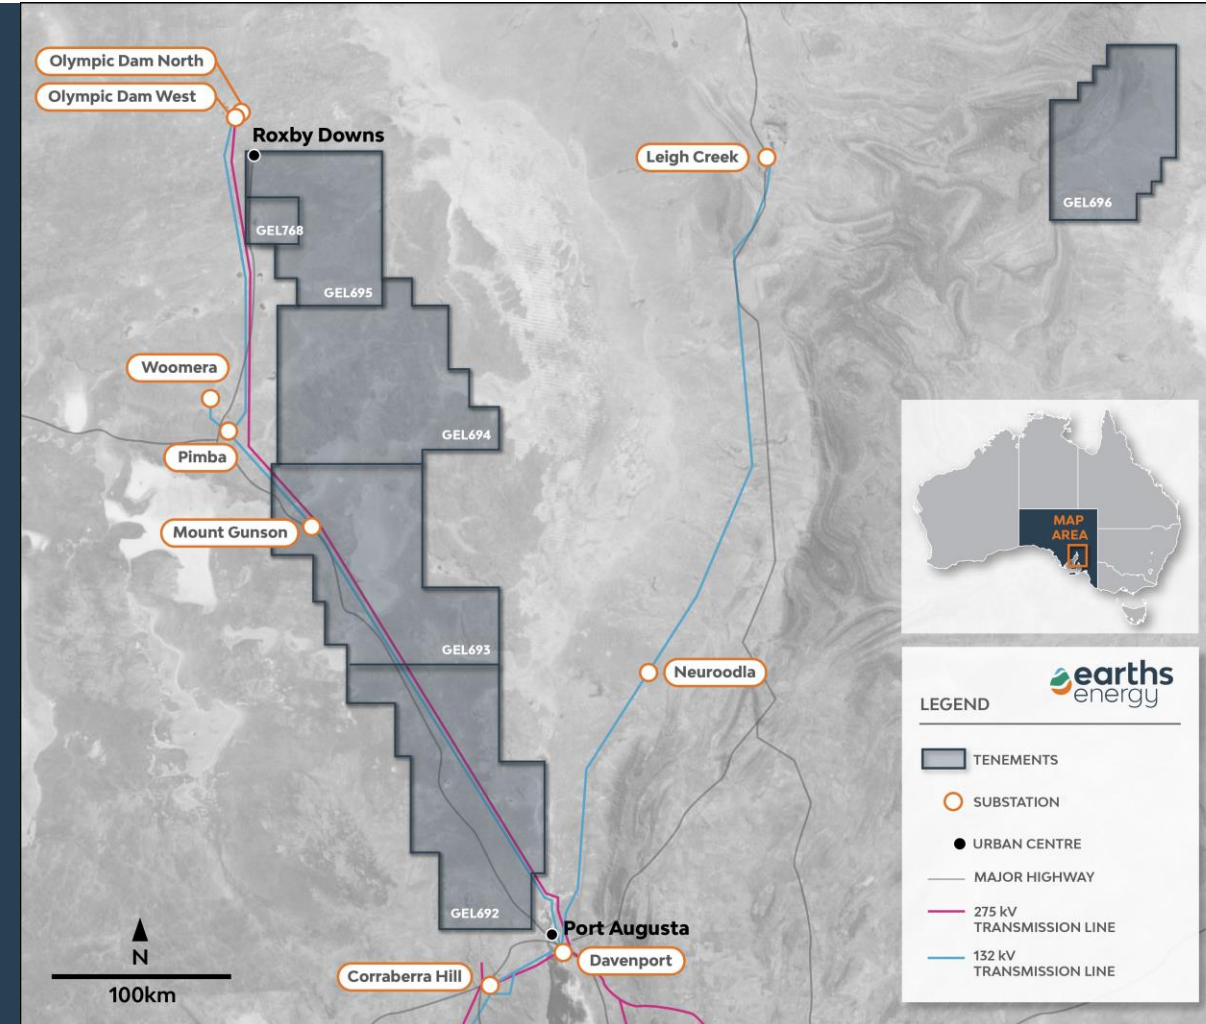 Olympic Dam North
Olympic Dam West
Roxby Downs
Leigh Creek
GEL696
GEL768
GEL695
Woomera
GEL694
Pimba
Mount Gunson
MAP
AREA
GEL693
Neuroodla
earths
energy
LEGEND
TENEMENTS
SUBSTATION
URBAN CENTRE
MAJOR HIGHWAY
275 kV
TRANSMISSION LINE
132 kV
TRANSMISSION LINE
GEL692
Port Augusta
Davenport
Corraberra Hill
N
100km